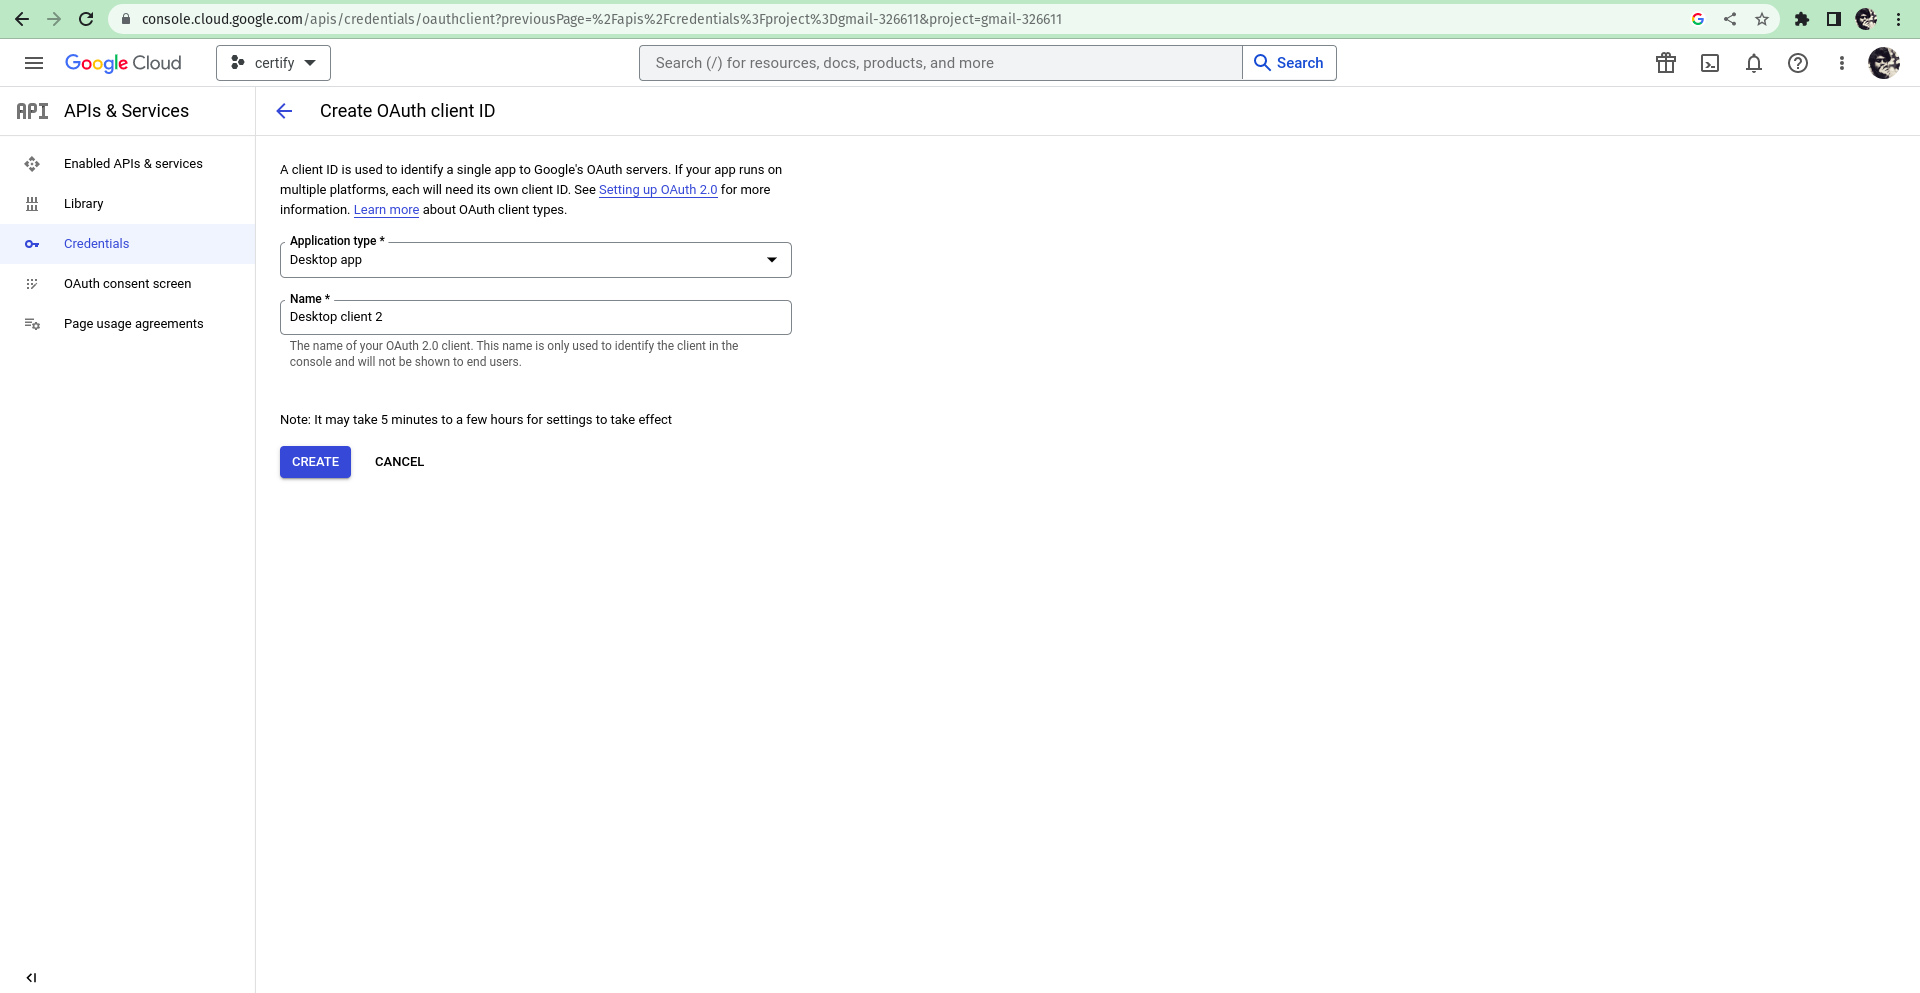 console.cloud.google.com/apis/credentials/oauthclient?previousPage=%2Fapis%2Fcredentials%3Fproject%3Dgmail-326611&project=gmail-326611
Google Cloud
certify
Search (/) for resources, docs, products, and more
Search
API APIs & Services
Create OAuth client ID
Enabled APIs & services
Library
Credentials
OAuth consent screen
Page usage agreements
A client ID is used to identify a single app to Google's OAuth servers. If your app runs on
multiple platforms, each will need its own client ID. See Setting up OAuth 2.0 for more
information. Learn more about OAuth client types.
Application type *
Desktop app
Name *
Desktop client 2
The name of your OAuth 2.0 client. This name is only used to identify the client in the
console and will not be shown to end users.
Note: It may take 5 minutes to a few hours for settings to take effect
CREATE
CANCEL